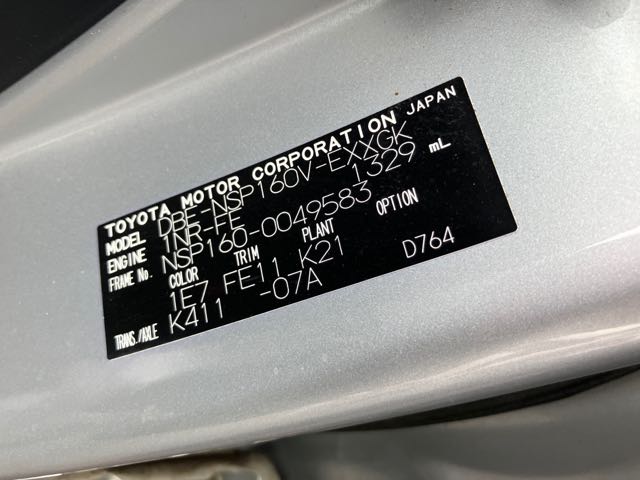 TOYOTA MOTOR CORPORATION JAPAN
MODEL DBE-NSP160V-EXXGK
ENGINE 1NR-FE 1329 mL
FRAME No. NSP160-0049583
COLOR TRIM PLANT OPTION
1E7 FE11 K21 D764
TRANS./AXLE K411 -07A